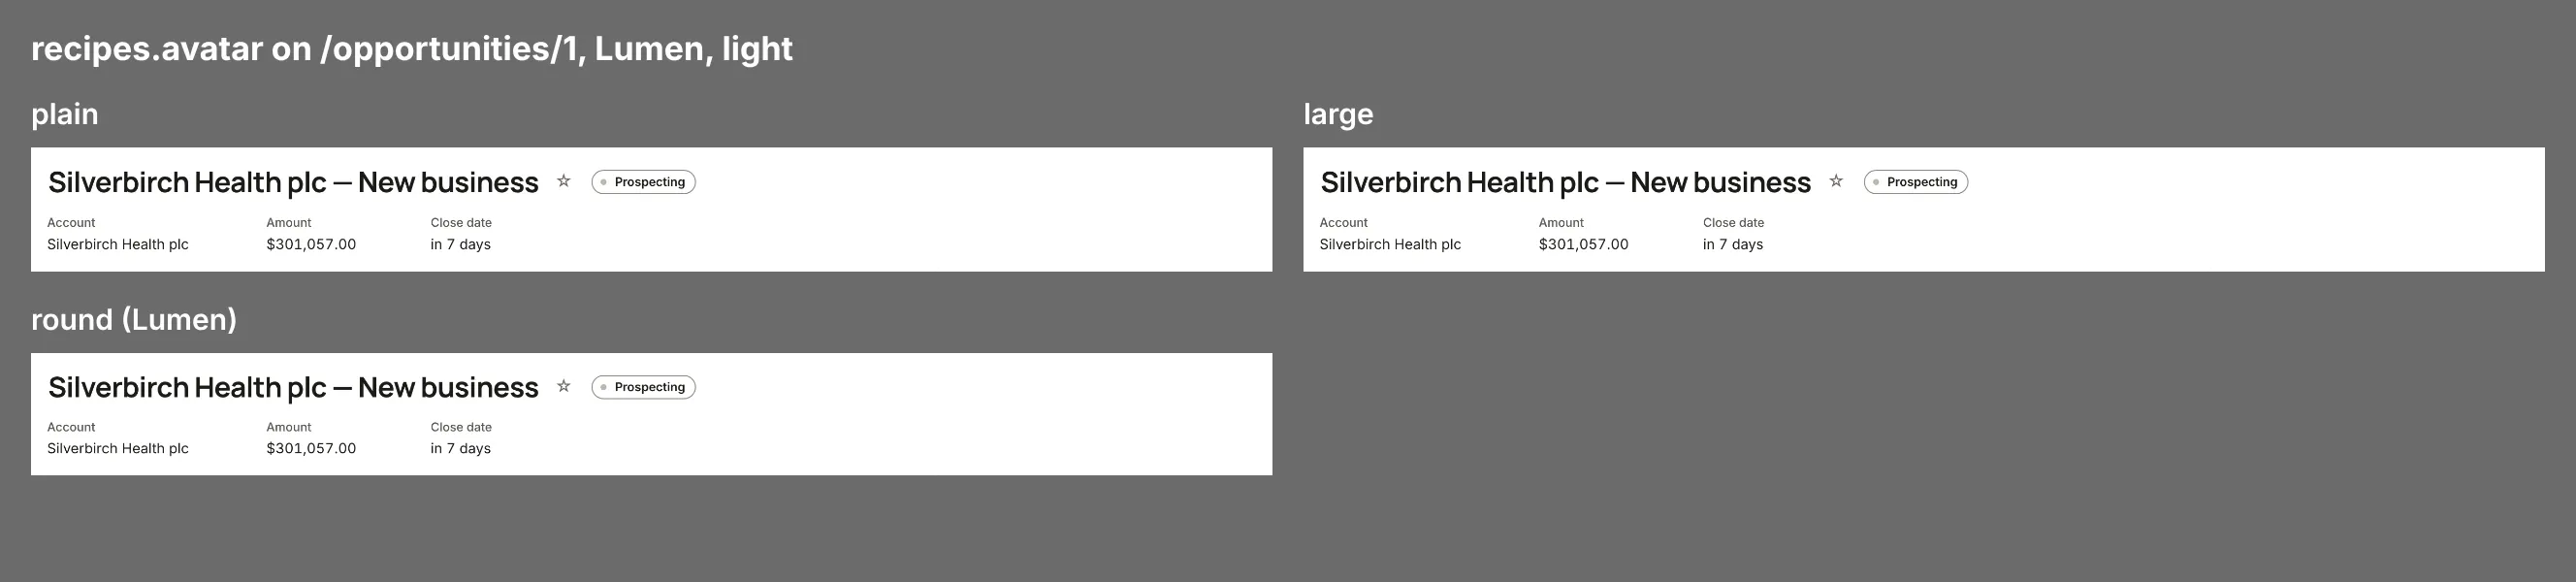 recipes.avatar on /opportunities/1, Lumen, light
plain
Silverbirch Health plc — New business ☆ Prospecting
Account Amount Close date
Silverbirch Health plc $301,057.00 in 7 days
large
Silverbirch Health plc — New business ☆ Prospecting
Account Amount Close date
Silverbirch Health plc $301,057.00 in 7 days
round (Lumen)
Silverbirch Health plc — New business ☆ Prospecting
Account Amount Close date
Silverbirch Health plc $301,057.00 in 7 days